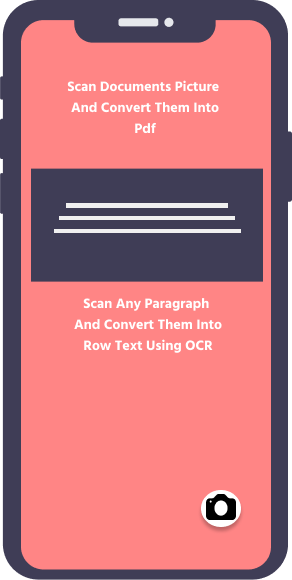 Scan Documents Picture
And Convert Them Into
Pdf
Scan Any Paragraph
And Convert Them Into
Row Text Using OCR